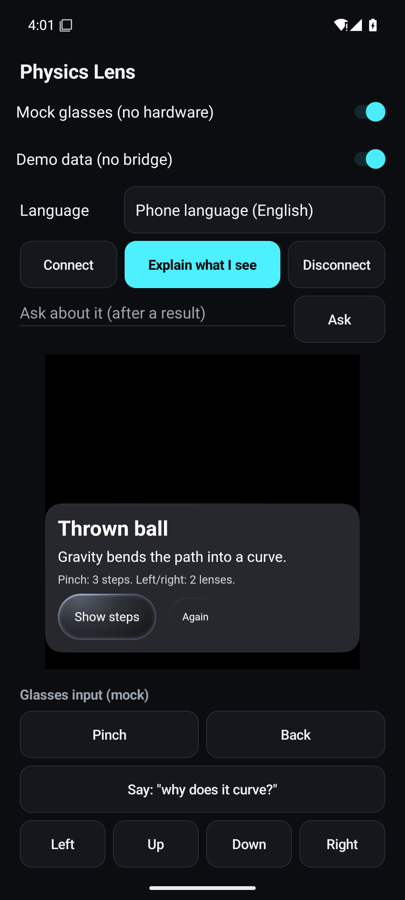 4:01
Physics Lens
Mock glasses (no hardware)
Demo data (no bridge)
Language
Phone language (English)
Connect
Explain what I see
Disconnect
Ask about it (after a result)
Ask
Thrown ball
Gravity bends the path into a curve.
Pinch: 3 steps. Left/right: 2 lenses.
Show steps
Again
Glasses input (mock)
Pinch
Back
Say: "why does it curve?"
Left
Up
Down
Right